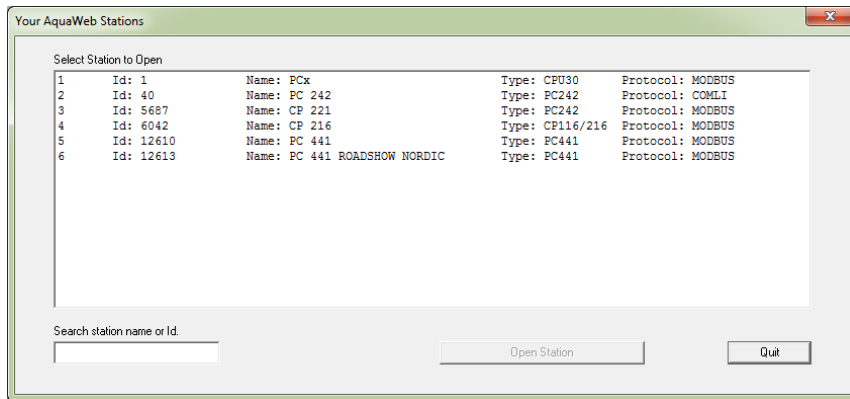 Your AquaWeb Stations
Select Station to Open
1 Id: 1 Name: PCx Type: CPU30 Protocol: MODBUS
2 Id: 40 Name: PC 242 Type: PC242 Protocol: COMLI
3 Id: 5687 Name: CP 221 Type: PC242 Protocol: MODBUS
4 Id: 6042 Name: CP 216 Type: CP116/216 Protocol: MODBUS
5 Id: 12610 Name: PC 441 Type: PC441 Protocol: MODBUS
6 Id: 12613 Name: PC 441 ROADSHOW NORDIC Type: PC441 Protocol: MODBUS
Search station name or Id.
Open Station Quit